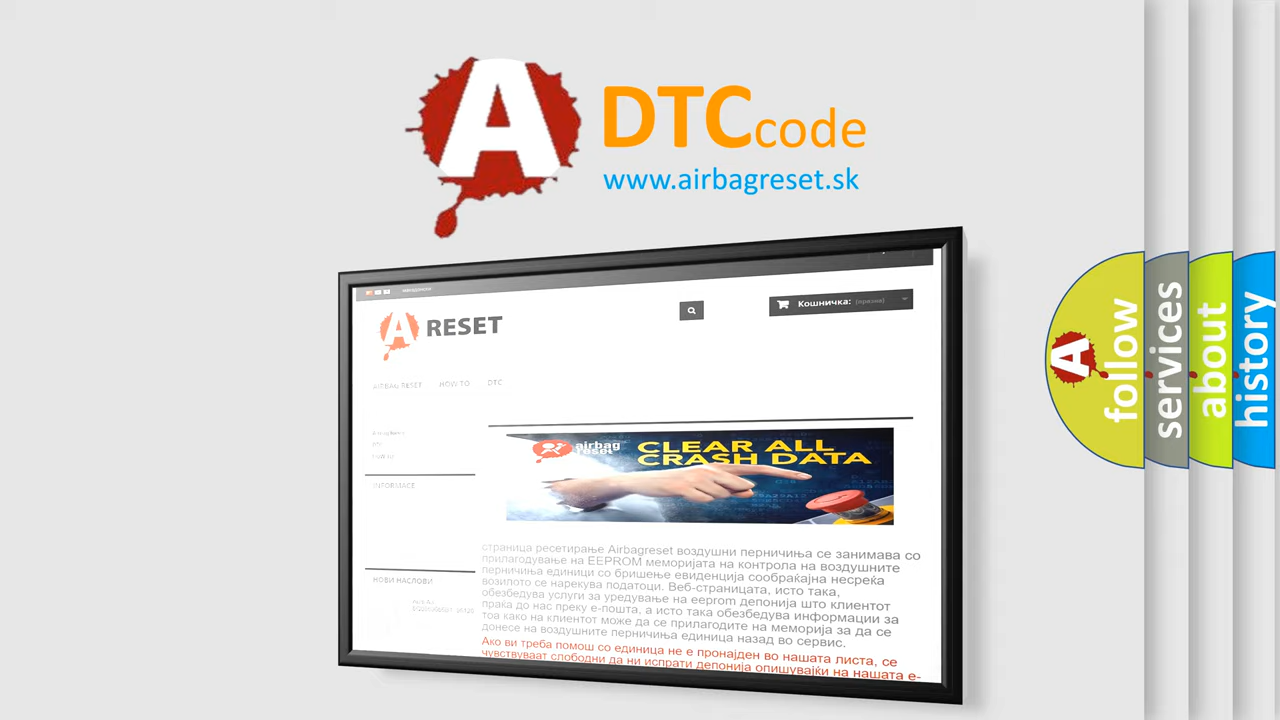 A DTC code
www.airbagreset.sk
Кошничка: (празни)
A RESET
AIRBAG RESET HOW TO DTC
airbag reset CLEAR ALL CRASH DATA
INFORMACE
страница ресетирање Airbagreset воздушни перничиња се занимава со
прилагодување на EEPROM меморијата на контрола на воздушните
перничиња единици со бришење евиденција сообраќајна несреќа
возилото се нарекува податоци. Веб-страницата, исто така,
обезбедува услуги за уредување на eeprom депонија што клиентот
праќа до нас преку е-пошта, а исто така обезбедува информации за
тоа како на клиентот може да се прилагодите на меморија за да се
донесе на воздушните перничиња единица назад во сервис.
НОВИ НАСЛОВИ
Ако ви треба помош со единица не е пронајден во нашата листа, се
чувствуваат слободни да ни испрати депонија опишувајќи на нашата е-
A follow
services
about
history